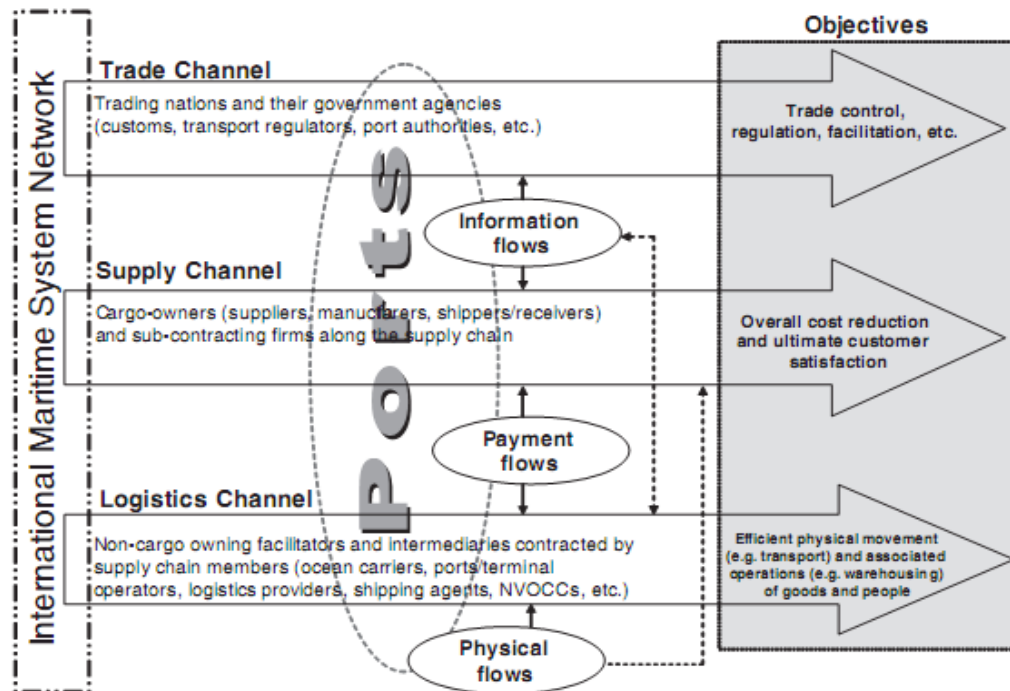 Objectives
Trade Channel
Trading nations and their government agencies
(customs, transport regulators, port authorities, etc.)
Trade control,
regulation, facilitation, etc.
International Maritime System Network
Ports
Information
flows
Supply Channel
Cargo-owners (suppliers, manucfarers, shippers/receivers)
and sub-contracting firms along the supply chain
Overall cost reduction
and ultimate customer
satisfaction
Payment
flows
Logistics Channel
Non-cargo owning facilitators and intermediaries contracted by
supply chain members (ocean carriers, ports/terminal
operators, logistics providers, shipping agents, NVOCCs, etc.)
Efficient physical movement
(e.g. transport) and associated
operations (e.g. warehousing)
of goods and people
Physical
flows